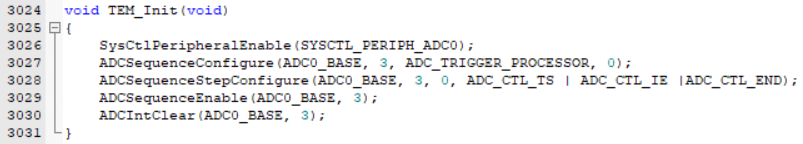 3024 void TEM_Init(void)
3025 {
3026 SysCtlPeripheralEnable(SYSCTL_PERIPH_ADC0);
3027 ADCSequenceConfigure(ADC0_BASE, 3, ADC_TRIGGER_PROCESSOR, 0);
3028 ADCSequenceStepConfigure(ADC0_BASE, 3, 0, ADC_CTL_TS | ADC_CTL_IE |ADC_CTL_END);
3029 ADCSequenceEnable(ADC0_BASE, 3);
3030 ADCIntClear(ADC0_BASE, 3);
3031 }